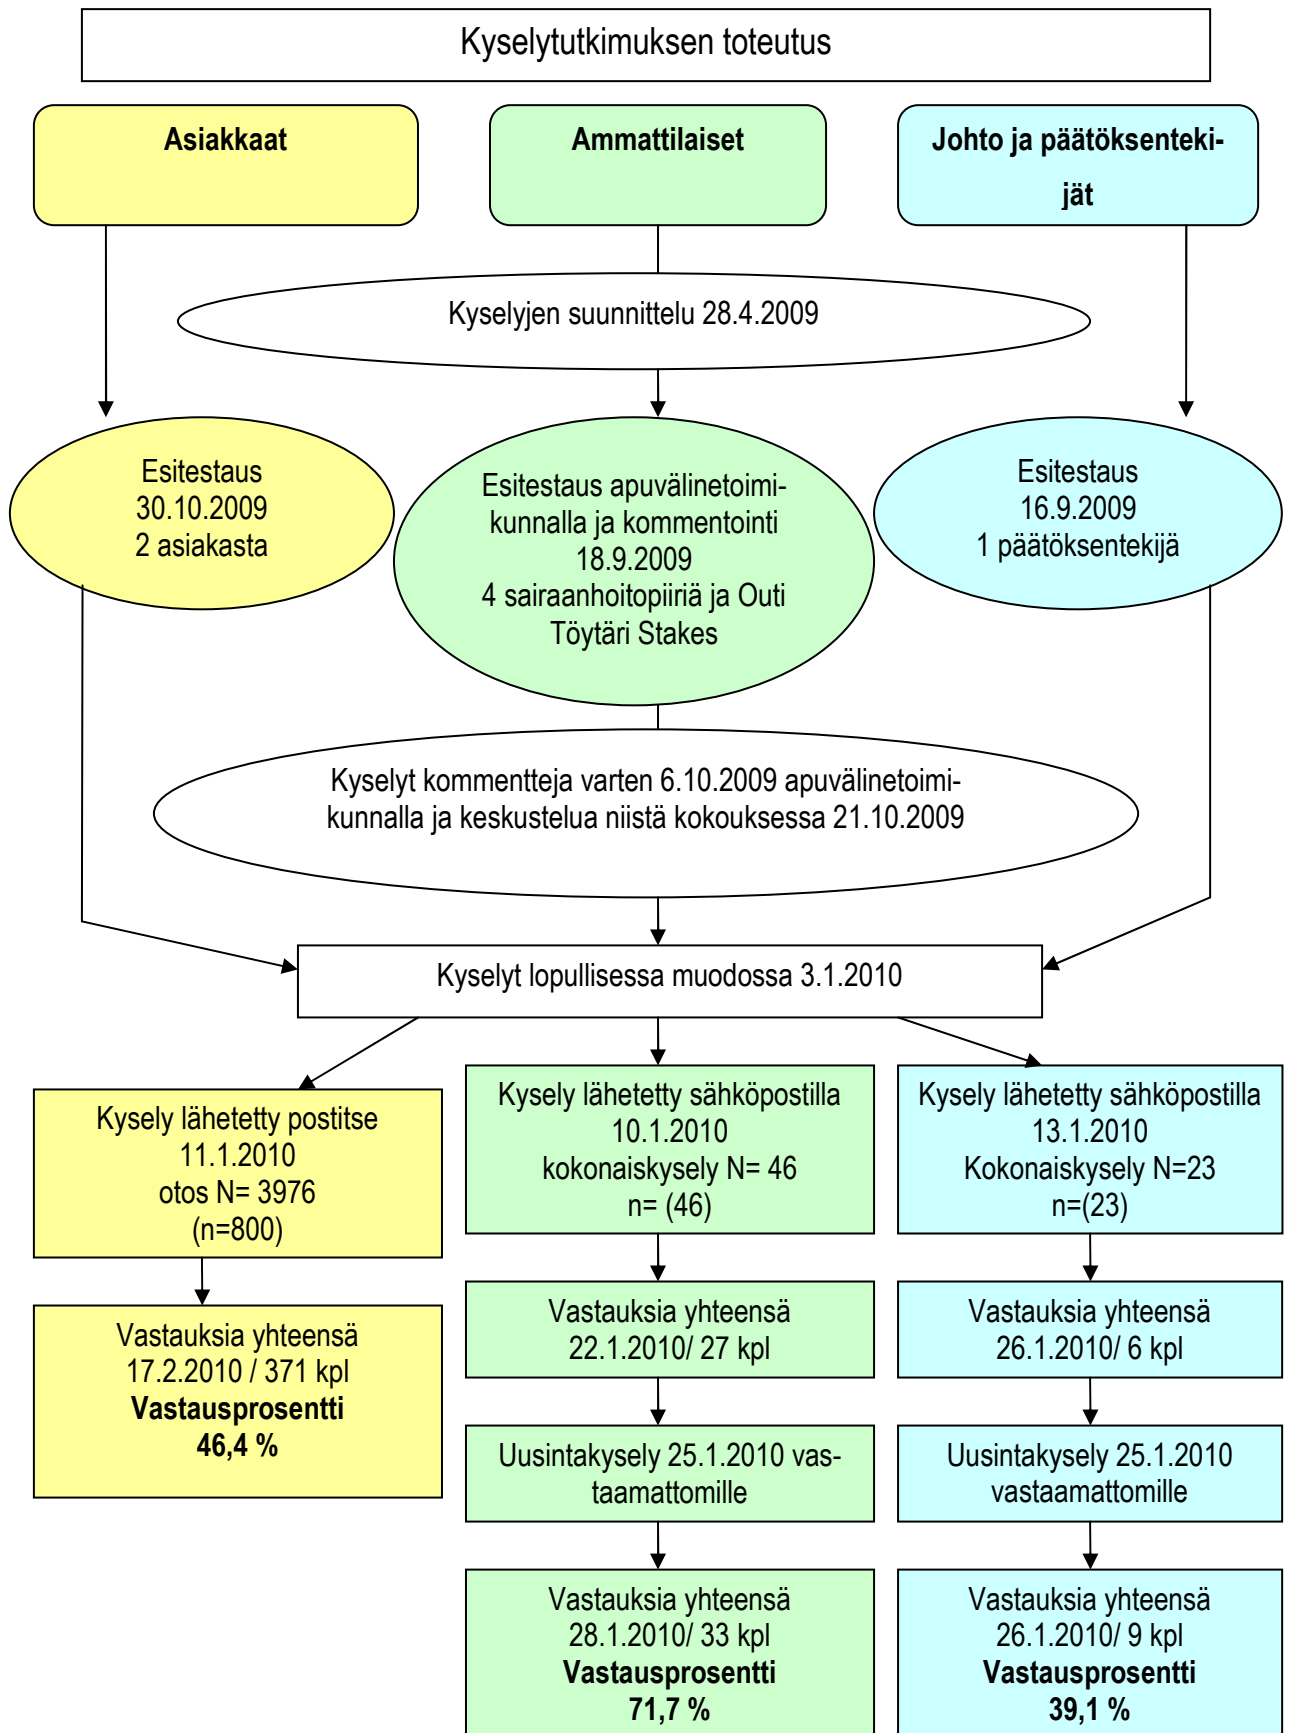 Kyselytutkimuksen toteutus
Asiakkaat
Ammattilaiset
Johto ja päätöksenteki-
jät
Kyselyjen suunnittelu 28.4.2009
Esitestaus
30.10.2009
2 asiakasta
Esitestaus apuvälinetoimi-
kunnalla ja kommentointi
18.9.2009
4 sairaanhoitopiiriä ja Outi
Töytäri Stakes
Esitestaus
16.9.2009
1 päätöksentekijä
Kyselyt kommentteja varten 6.10.2009 apuvälinetoimi-
kunnalla ja keskustelua niistä kokouksessa 21.10.2009
Kyselyt lopullisessa muodossa 3.1.2010
Kysely lähetetty postitse
11.1.2010
otos N= 3976
(n=800)
Kysely lähetetty sähköpostilla
10.1.2010
kokonaiskysely N= 46
n= (46)
Kysely lähetetty sähköpostilla
13.1.2010
Kokonaiskysely N=23
n=(23)
Vastauksia yhteensä
17.2.2010 / 371 kpl
Vastausprosentti
46,4 %
Vastauksia yhteensä
22.1.2010/ 27 kpl
Vastauksia yhteensä
26.1.2010/ 6 kpl
Uusintakysely 25.1.2010 vas-
taamattomille
Uusintakysely 25.1.2010
vastaamattomille
Vastauksia yhteensä
28.1.2010/ 33 kpl
Vastausprosentti
71,7 %
Vastauksia yhteensä
26.1.2010/ 9 kpl
Vastausprosentti
39,1 %